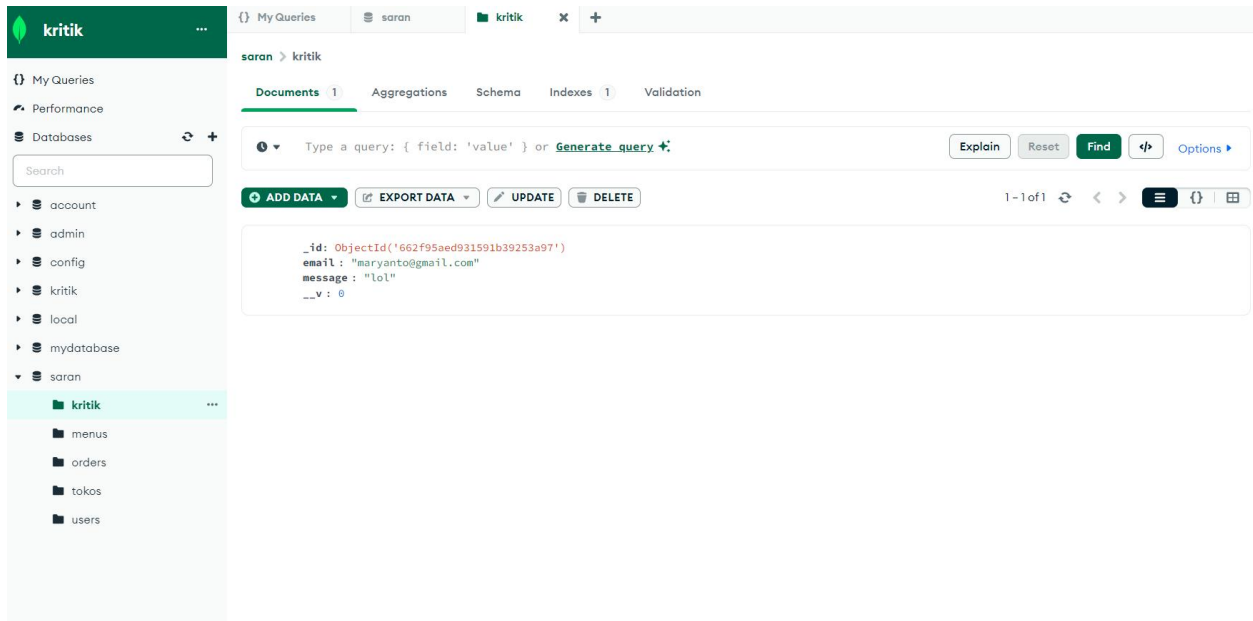 kritik
My Queries
Performance
Databases
Search
account
admin
config
kritik
local
mydatabase
saran
kritik
menus
orders
tokos
users
{} My Queries
saran
kritik
saran > kritik
Documents 1
Aggregations
Schema
Indexes 1
Validation
Type a query: { field: 'value' } or Generate query
Explain
Reset
Find
</>
Options
ADD DATA
EXPORT DATA
UPDATE
DELETE
1-1 of 1
{}
_id: ObjectId('662f95aed931591b39253a97')
email : "maryanto@gmail.com"
message : "lol"
__v : 0